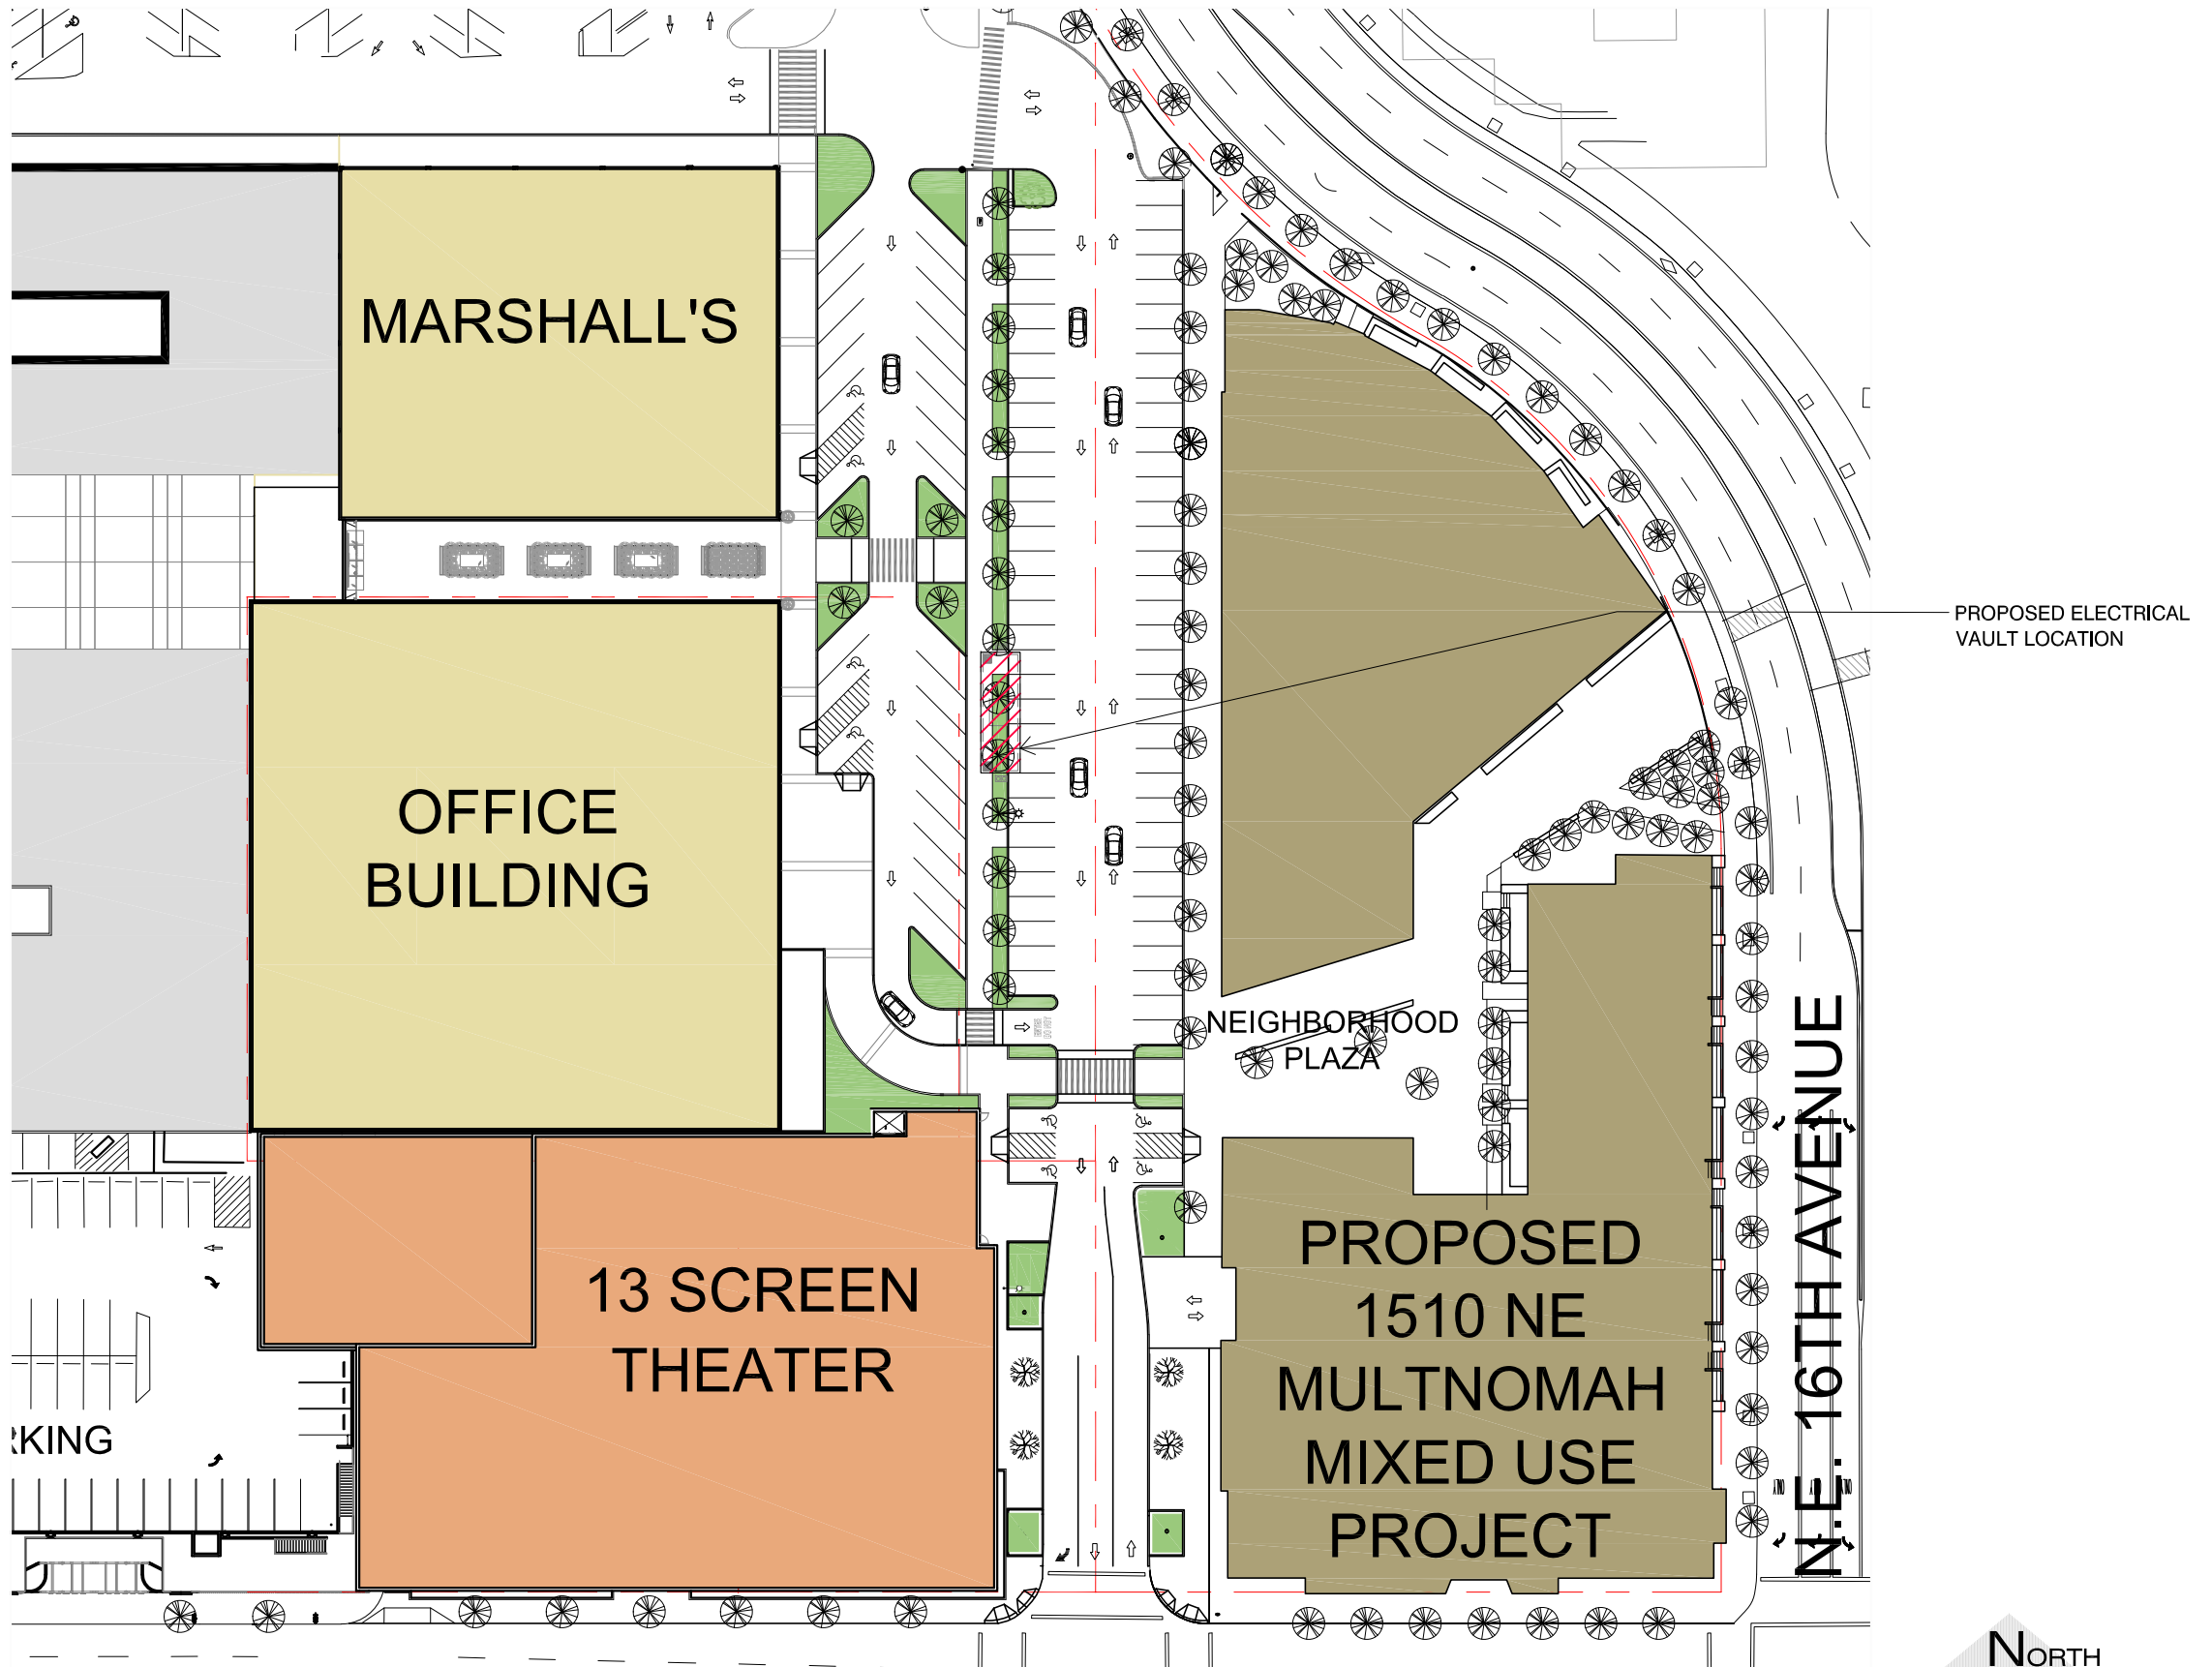 MARSHALL'S
PROPOSED ELECTRICAL
VAULT LOCATION
OFFICE
BUILDING
NEIGHBORHOOD
PLAZA
N.E. 16TH AVENUE
13 SCREEN
THEATER
PROPOSED
1510 NE
MULTNOMAH
MIXED USE
PROJECT
RKING
NORTH